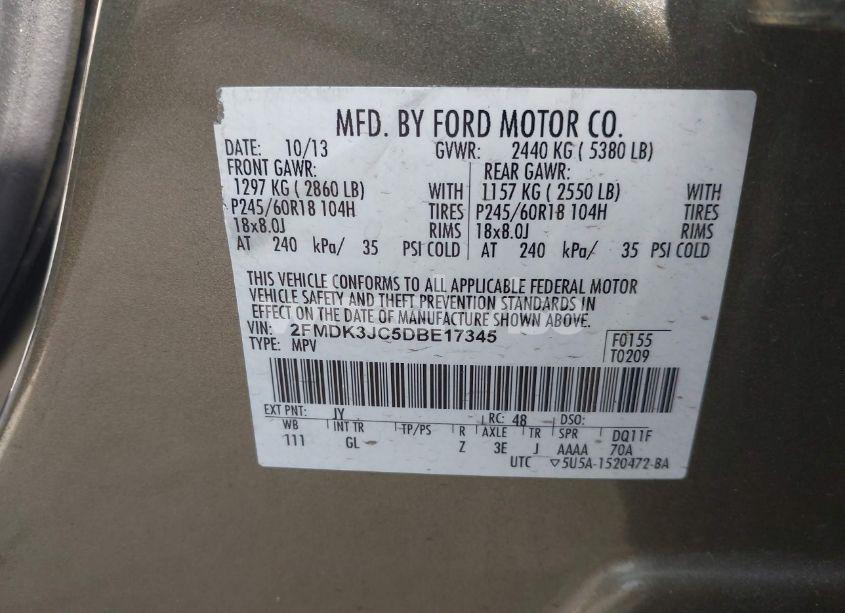 MFD. BY FORD MOTOR CO.
DATE: 10/13 GVWR: 2440 KG ( 5380 LB)
FRONT GAWR: REAR GAWR:
1297 KG ( 2860 LB) WITH 1157 KG ( 2550 LB) WITH
P245/60R18 104H TIRES P245/60R18 104H TIRES
18x8.0J RIMS 18x8.0J RIMS
AT 240 kPa/ 35 PSI COLD AT 240 kPa/ 35 PSI COLD
THIS VEHICLE CONFORMS TO ALL APPLICABLE FEDERAL MOTOR
VEHICLE SAFETY AND THEFT PREVENTION STANDARDS IN
EFFECT ON THE DATE OF MANUFACTURE SHOWN ABOVE.
VIN: 2FMDK3JC5DBE17345
TYPE: MPV
F0155
T0209
EXT PNT: JY RC: 48 DSO:
WB INT TR TP/PS R AXLE TR SPR DQ11F
111 GL Z 3E J AAAA 70A
UTC ▽5U5A-1520472-BA